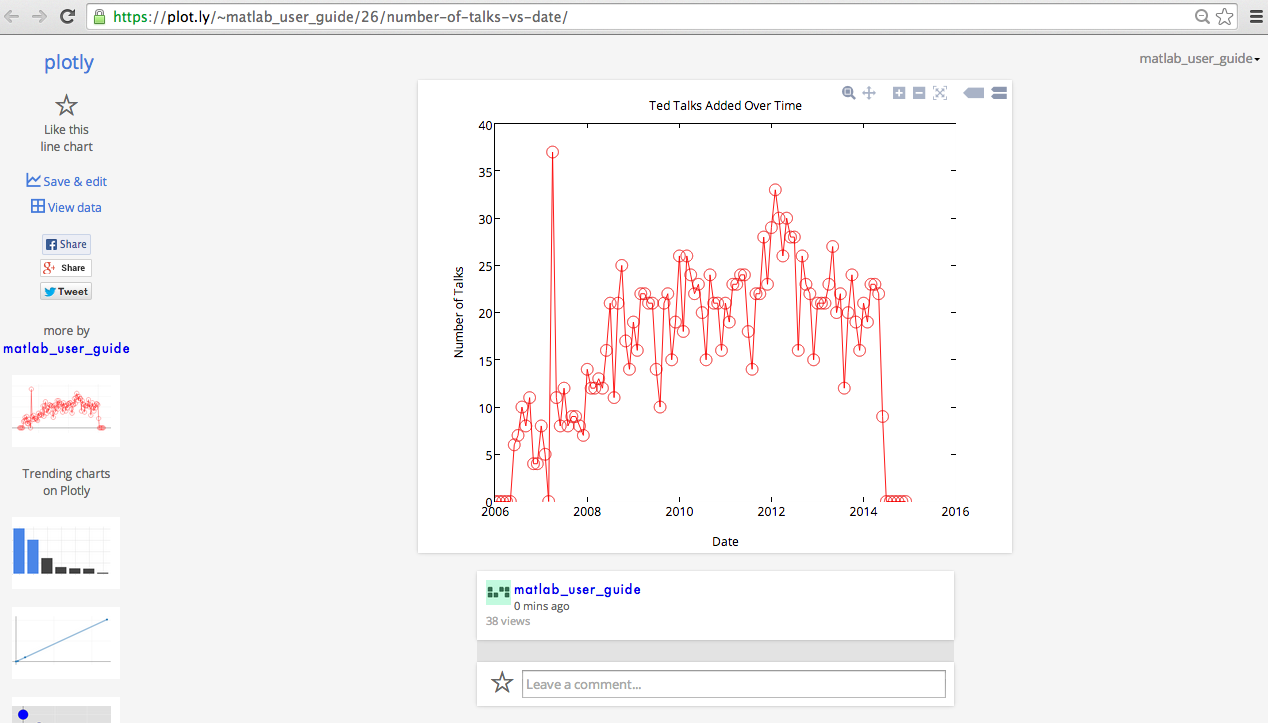 https://plot.ly/~matlab_user_guide/26/number-of-talks-vs-date/
plotly
matlab_user_guide
Like this
line chart
Save & edit
View data
Share
Share
Tweet
more by
matlab_user_guide
Trending charts
on Plotly
Ted Talks Added Over Time
40
35
30
25
20
15
10
5
0
Number of Talks
2006
2008
2010
2012
2014
2016
Date
matlab_user_guide
0 mins ago
38 views
Leave a comment...